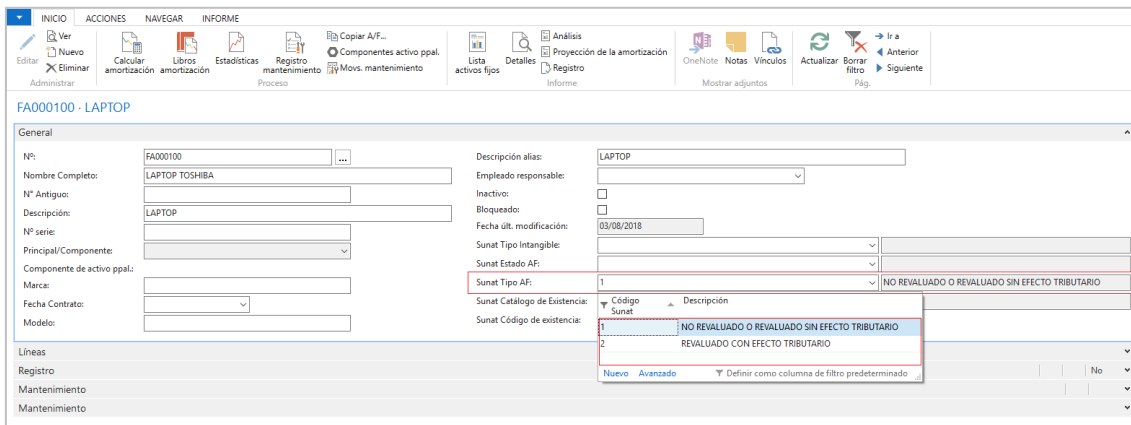 INICIO ACCIONES NAVEGAR INFORME
Editar
Ver
Nuevo
Eliminar
Administrar
Calcular amortización
Libros amortización
Estadísticas
Registro mantenimiento
Copiar A/F...
Componentes activo ppal.
Movs. mantenimiento
Proceso
Lista activos fijos
Detalles
Análisis
Proyección de la amortización
Registro
Informe
OneNote
Notas
Vínculos
Mostrar adjuntos
Actualizar
Borrar filtro
Ir a
Anterior
Siguiente
Pág.
FA000100 · LAPTOP
General
Nº: FA000100 ...
Nombre Completo: LAPTOP TOSHIBA
N° Antiguo:
Descripción: LAPTOP
Nº serie:
Principal/Componente:
Componente de activo ppal.:
Marca:
Fecha Contrato:
Modelo:
Descripción alias: LAPTOP
Empleado responsable:
Inactivo:
Bloqueado:
Fecha últ. modificación: 03/08/2018
Sunat Tipo Intangible:
Sunat Estado AF:
Sunat Tipo AF: 1 NO REVALUADO O REVALUADO SIN EFECTO TRIBUTARIO
Sunat Catálogo de Existencia:
Sunat Código de existencia:
Código Sunat Descripción
1 NO REVALUADO O REVALUADO SIN EFECTO TRIBUTARIO
2 REVALUADO CON EFECTO TRIBUTARIO
Nuevo Avanzado Definir como columna de filtro predeterminado
Líneas
Registro No
Mantenimiento
Mantenimiento